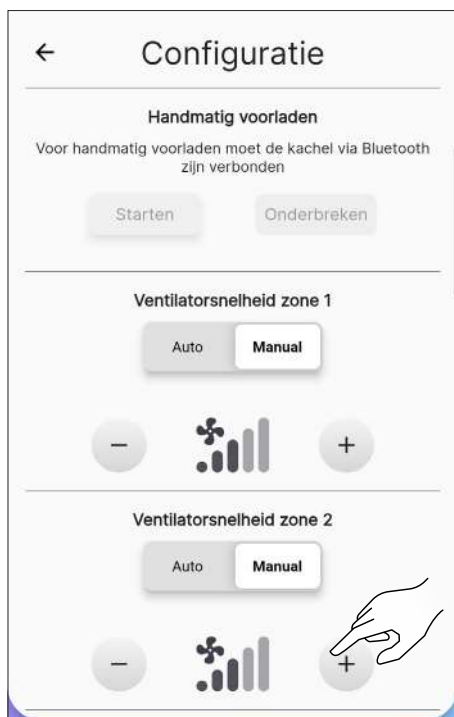 Configuratie
Handmatig voorladen
Voor handmatig voorladen moet de kachel via Bluetooth
zijn verbonden
Starten Onderbreken
Ventilatorsnelheid zone 1
Auto Manual
− +
Ventilatorsnelheid zone 2
Auto Manual
− +